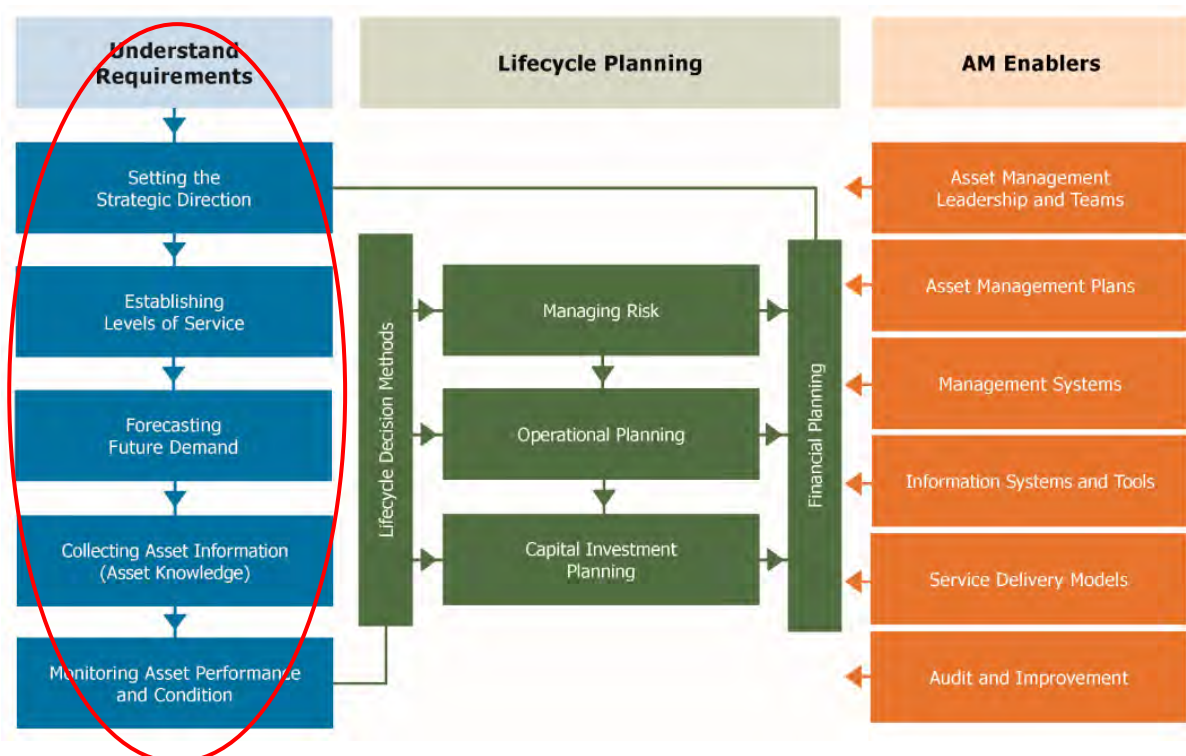 Understand
Requirements
Lifecycle Planning
AM Enablers
Setting the
Strategic Direction
Establishing
Levels of Service
Forecasting
Future Demand
Collecting Asset Information
(Asset Knowledge)
Monitoring Asset Performance
and Condition
Lifecycle Decision Methods
Managing Risk
Operational Planning
Capital Investment
Planning
Financial Planning
Asset Management
Leadership and Teams
Asset Management Plans
Management Systems
Information Systems and Tools
Service Delivery Models
Audit and Improvement